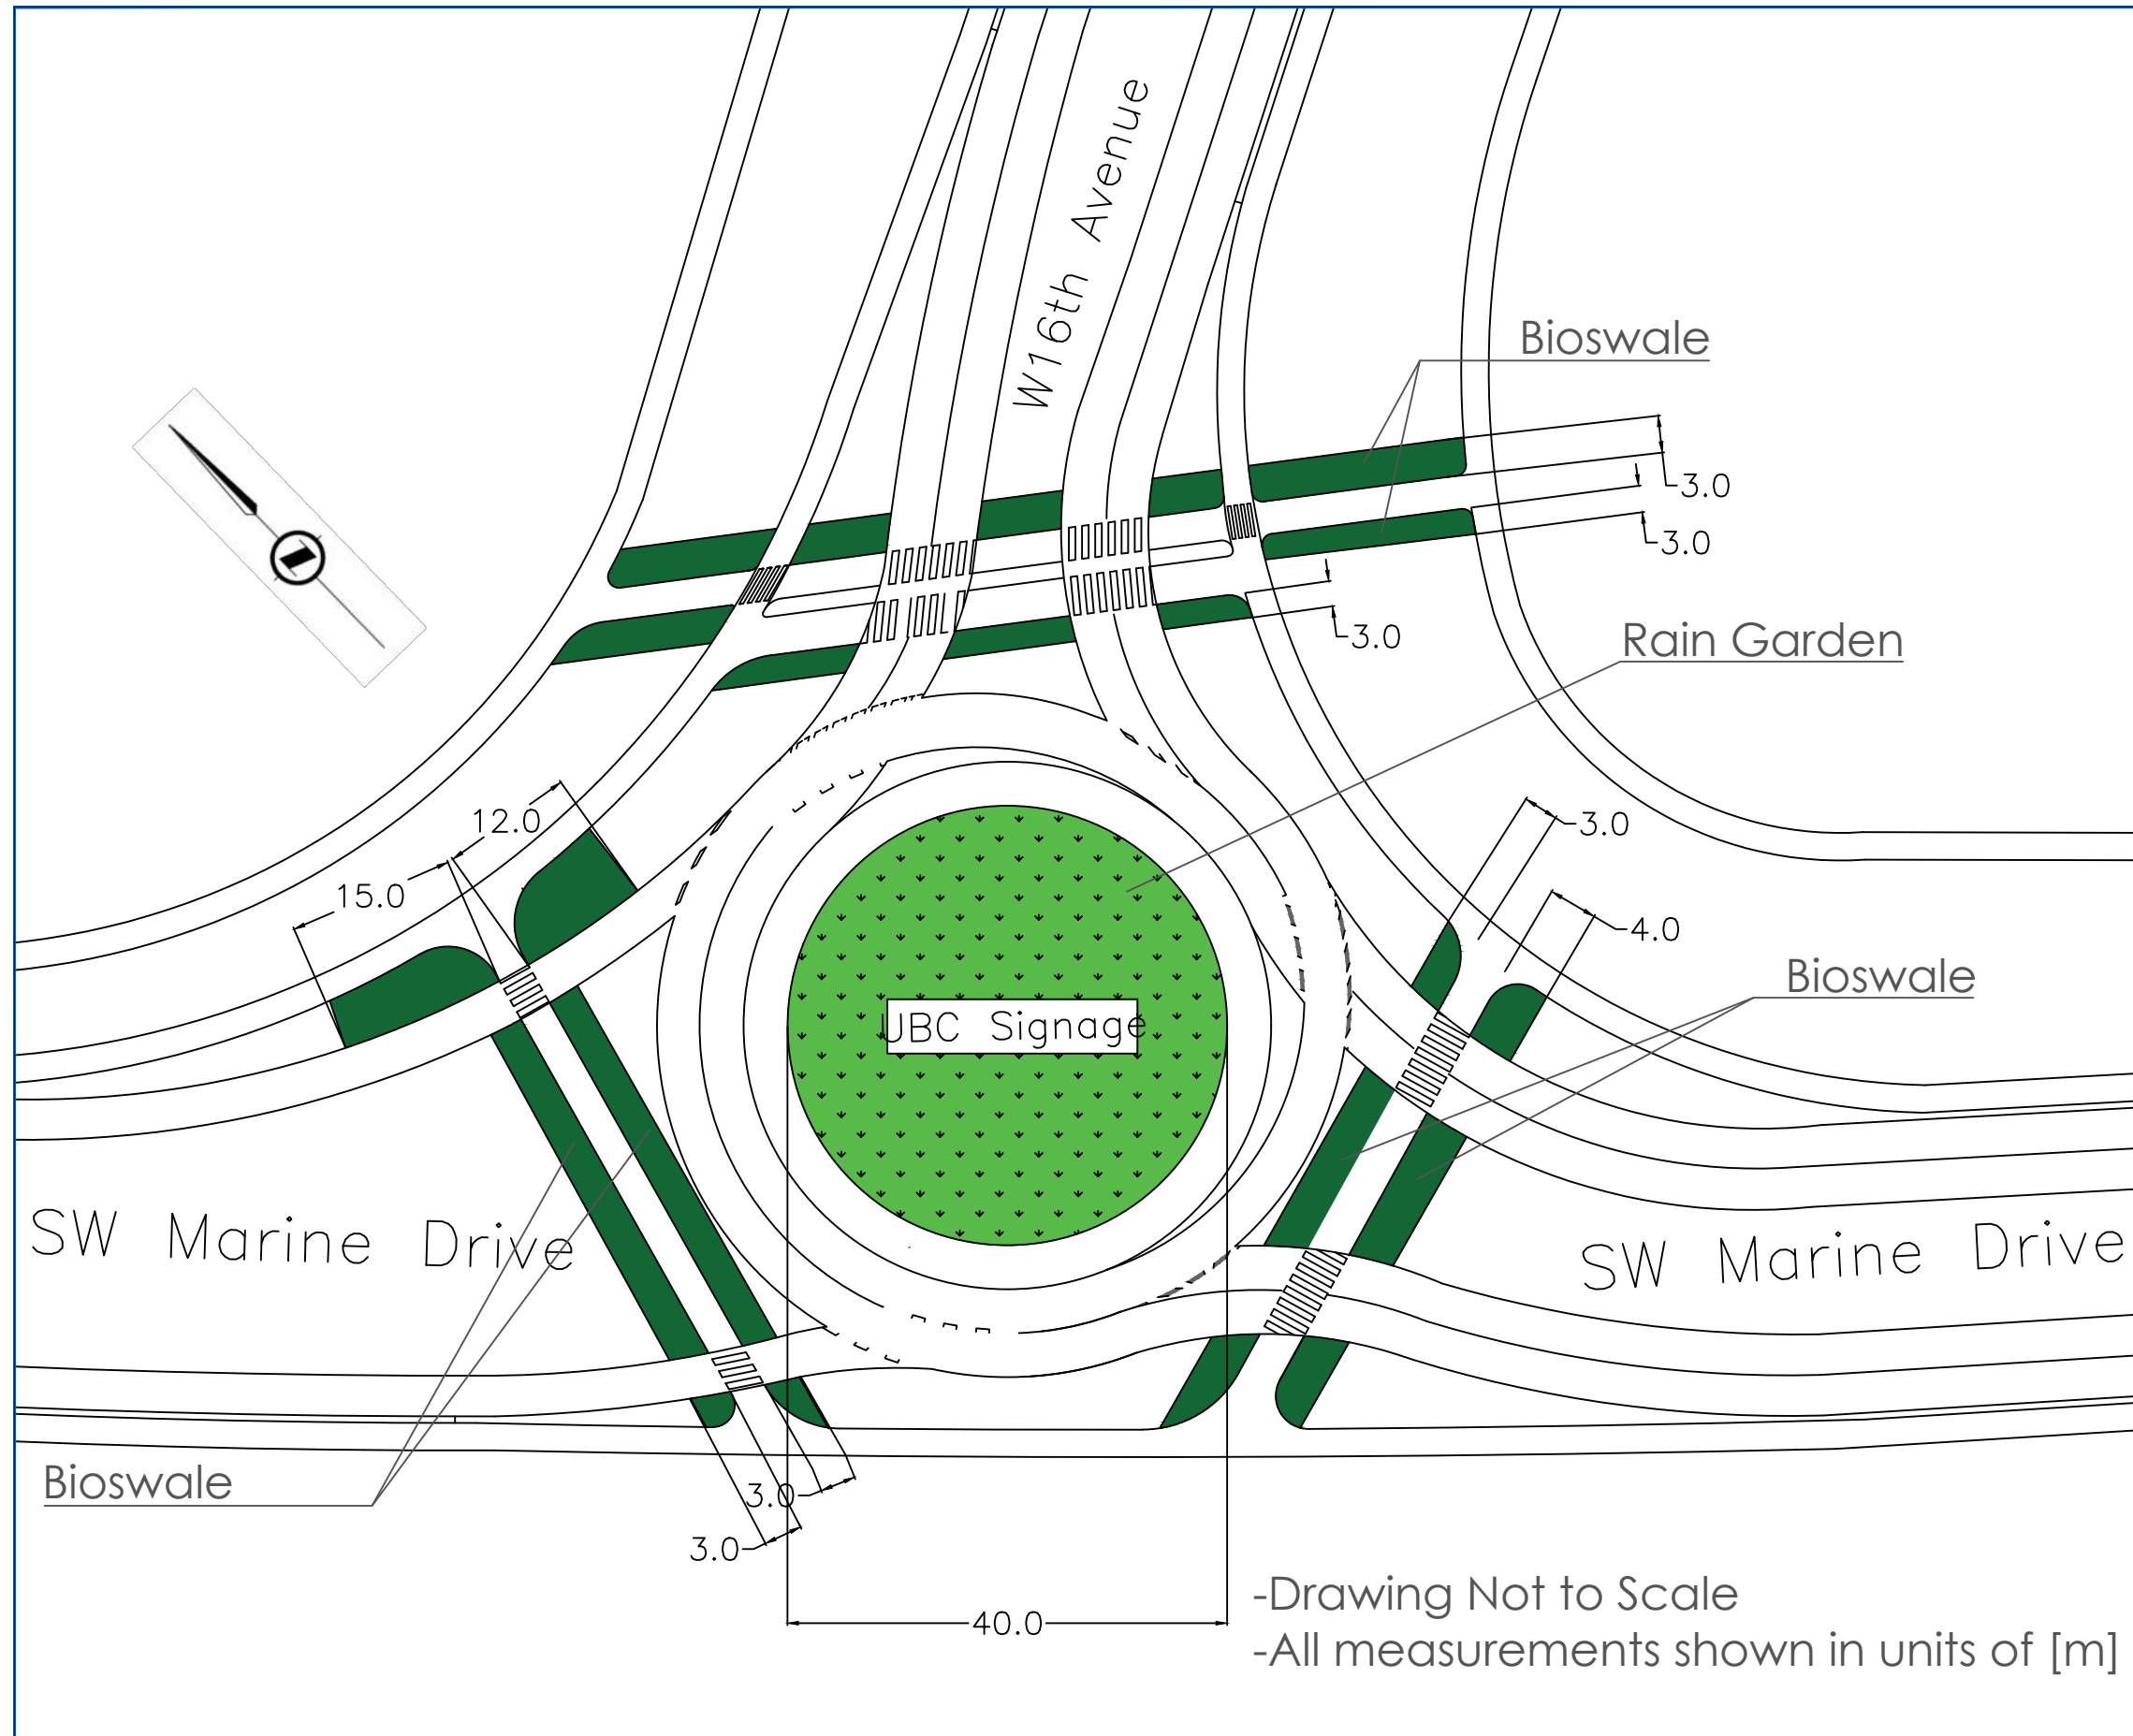 W16th Avenue
Bioswale
3.0
3.0
3.0
Rain Garden
12.0
15.0
3.0
4.0
Bioswale
UBC Signage
SW Marine Drive
SW Marine Drive
Bioswale
3.0
3.0
40.0
-Drawing Not to Scale
-All measurements shown in units of [m]